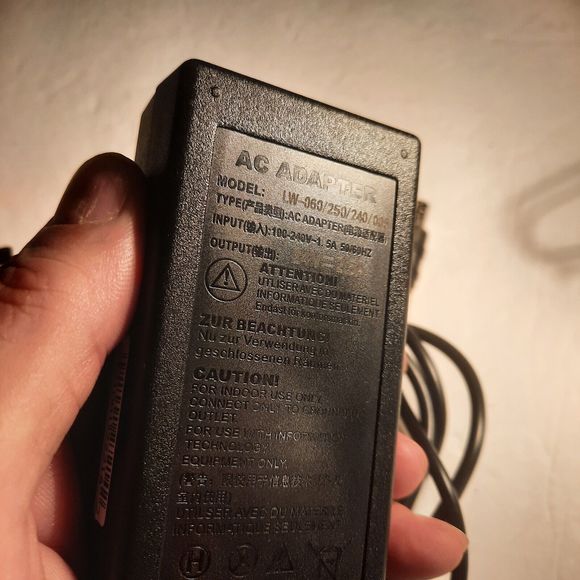 AC ADAPTER
MODEL: LW-060/250/240/005
TYPE(产品类型):AC ADAPTER(电源适配器)
INPUT(输入):100-240V~1.5A 50/60HZ
OUTPUT(输出):
ATTENTION!
UTLISER AVEC DU MATERIEL
INFORMATIQUE SEULEMENT
ZUR BEACHTUNG!
Nur zur Verwendung in
geschlossenen Räumen
CAUTION!
FOR INDOOR USE ONLY.
CONNECT ONLY TO
OUTLET.
FOR USE WITH INFORMATION
TECHNOLOGY
EQUIPMENT ONLY.
UTLISER AVEC DU MATERIEL
INFORMATIQUE SEULEMENT